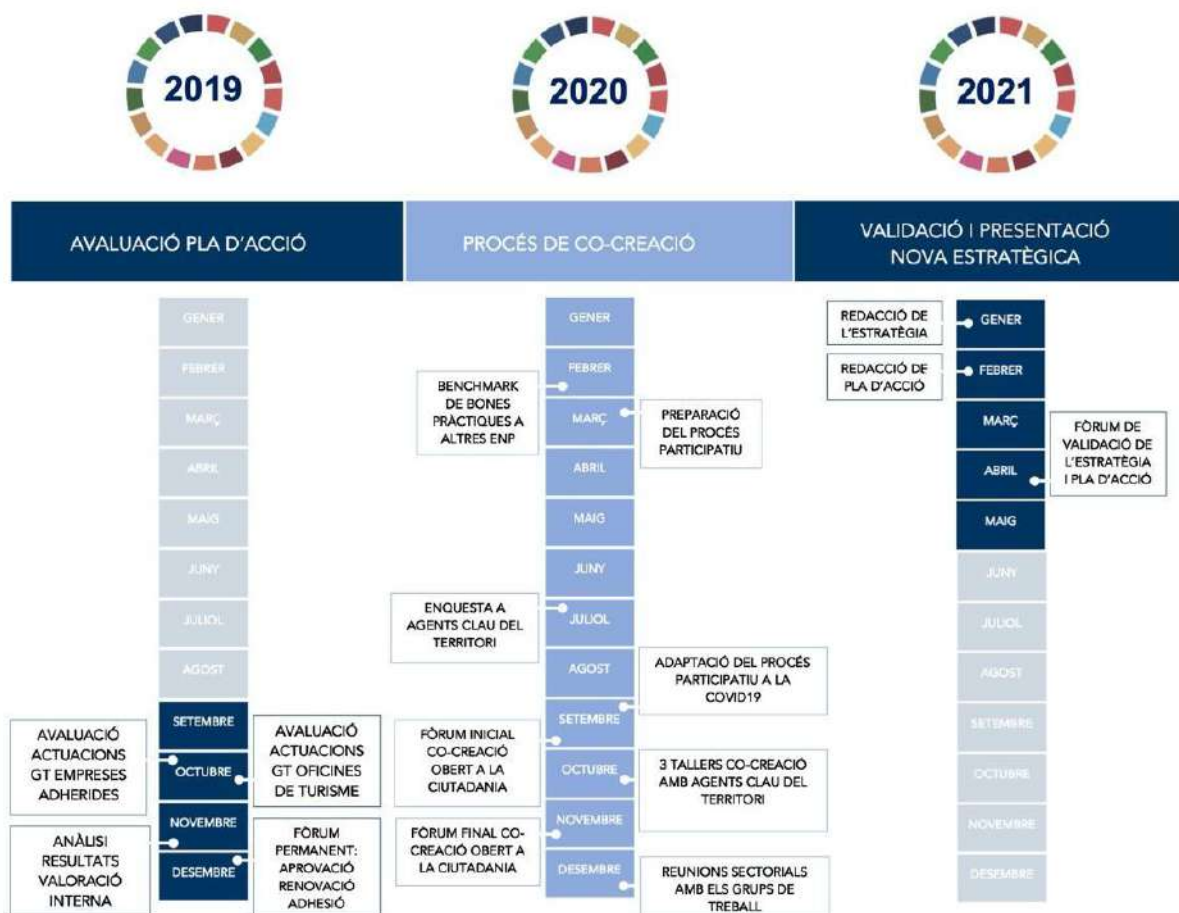 2019
2020
2021
AVALUACIÓ PLA D'ACCIÓ
PROCÉS DE CO-CREACIÓ
VALIDACIÓ I PRESENTACIÓ
NOVA ESTRATÈGICA
GENER
FEBRER
MARÇ
ABRIL
MAIG
JUNY
JULIOL
AGOST
SETEMBRE
OCTUBRE
NOVEMBRE
DESEMBRE
AVALUACIÓ
ACTUACIONS
GT EMPRESES
ADHERIDES
AVALUACIÓ
ACTUACIONS
GT OFICINES
DE TURISME
ANÀLISI
RESULTATS
VALORACIÓ
INTERNA
FÒRUM
PERMANENT:
APROVACIÓ
RENOVACIÓ
ADHESIÓ
GENER
FEBRER
MARÇ
ABRIL
MAIG
JUNY
JULIOL
AGOST
SETEMBRE
OCTUBRE
NOVEMBRE
DESEMBRE
BENCHMARK
DE BONES
PRÀCTIQUES A
ALTRES ENP
PREPARACIÓ
DEL PROCÉS
PARTICIPATIU
ENQUESTA A
AGENTS CLAU DEL
TERRITORI
ADAPTACIÓ DEL PROCÉS
PARTICIPATIU A LA
COVID19
FÒRUM INICIAL
CO-CREACIÓ
OBERT A LA
CIUTADANIA
3 TALLERS CO-CREACIÓ
AMB AGENTS CLAU DEL
TERRITORI
FÒRUM FINAL CO-
CREACIÓ OBERT A
LA CIUTADANIA
REUNIONS SECTORIALS
AMB ELS GRUPS DE
TREBALL
GENER
FEBRER
MARÇ
ABRIL
MAIG
JUNY
JULIOL
AGOST
SETEMBRE
OCTUBRE
NOVEMBRE
DESEMBRE
REDACCIÓ DE
L'ESTRATÈGIA
REDACCIÓ DE
PLA D'ACCIÓ
FÒRUM DE
VALIDACIÓ DE
L'ESTRATÈGIA
I PLA D'ACCIÓ